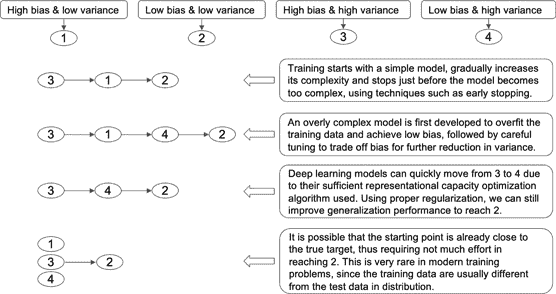 High bias & low variance
Low bias & low variance
High bias & high variance
Low bias & high variance
1
2
3
4
3 1 2
Training starts with a simple model, gradually increases
its complexity and stops just before the model becomes
too complex, using techniques such as early stopping.
3 1 4 2
An overly complex model is first developed to overfit the
training data and achieve low bias, followed by careful
tuning to trade off bias for further reduction in variance.
3 4 2
Deep learning models can quickly move from 3 to 4 due
to their sufficient representational capacity optimization
algorithm used. Using proper regularization, we can still
improve generalization performance to reach 2.
1
3 2
4
It is possible that the starting point is already close to
the true target, thus requiring not much effort in
reaching 2. This is very rare in modern training
problems, since the training data are usually different
from the test data in distribution.